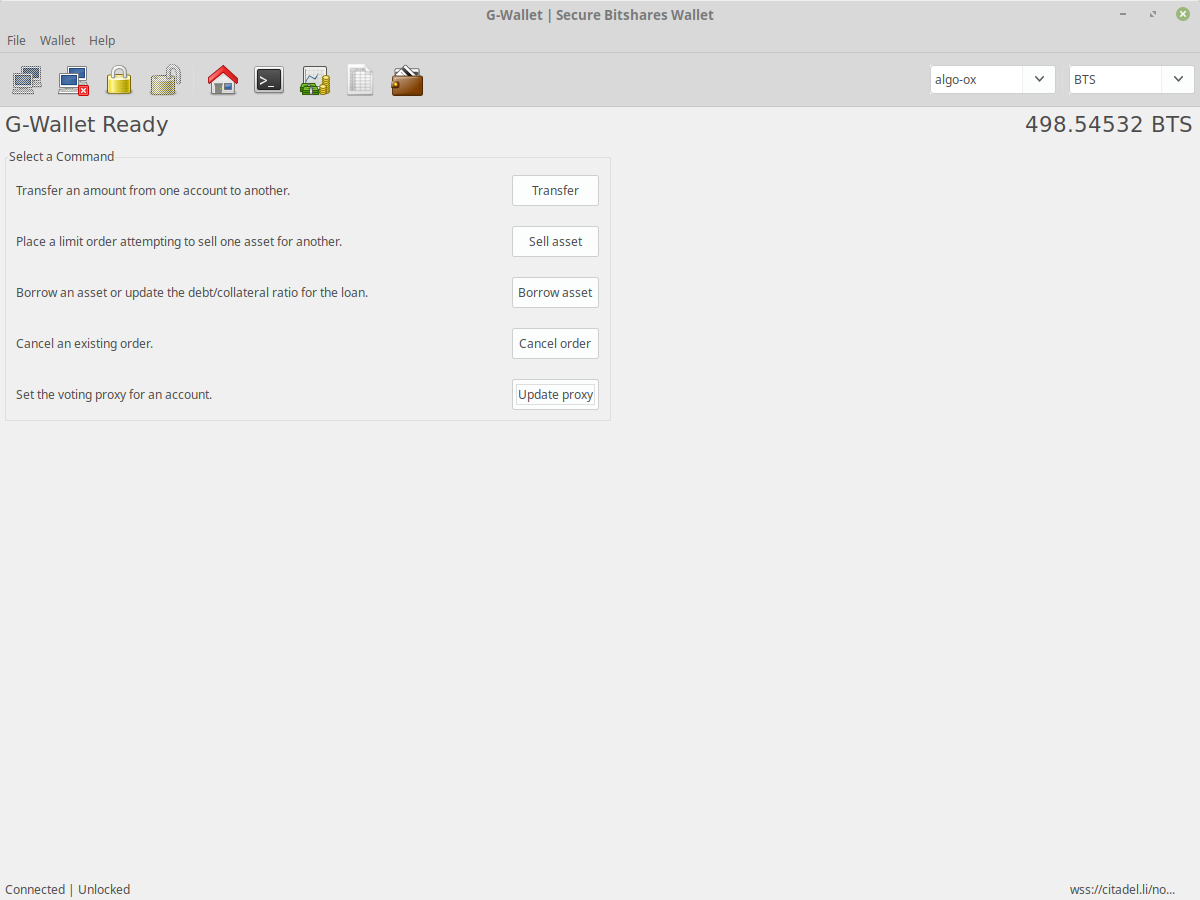 G-Wallet | Secure Bitshares Wallet
File Wallet Help
algo-ox BTS
G-Wallet Ready 498.54532 BTS
Select a Command
Transfer an amount from one account to another. Transfer
Place a limit order attempting to sell one asset for another. Sell asset
Borrow an asset or update the debt/collateral ratio for the loan. Borrow asset
Cancel an existing order. Cancel order
Set the voting proxy for an account. Update proxy
Connected | Unlocked wss://citadel.li/no...